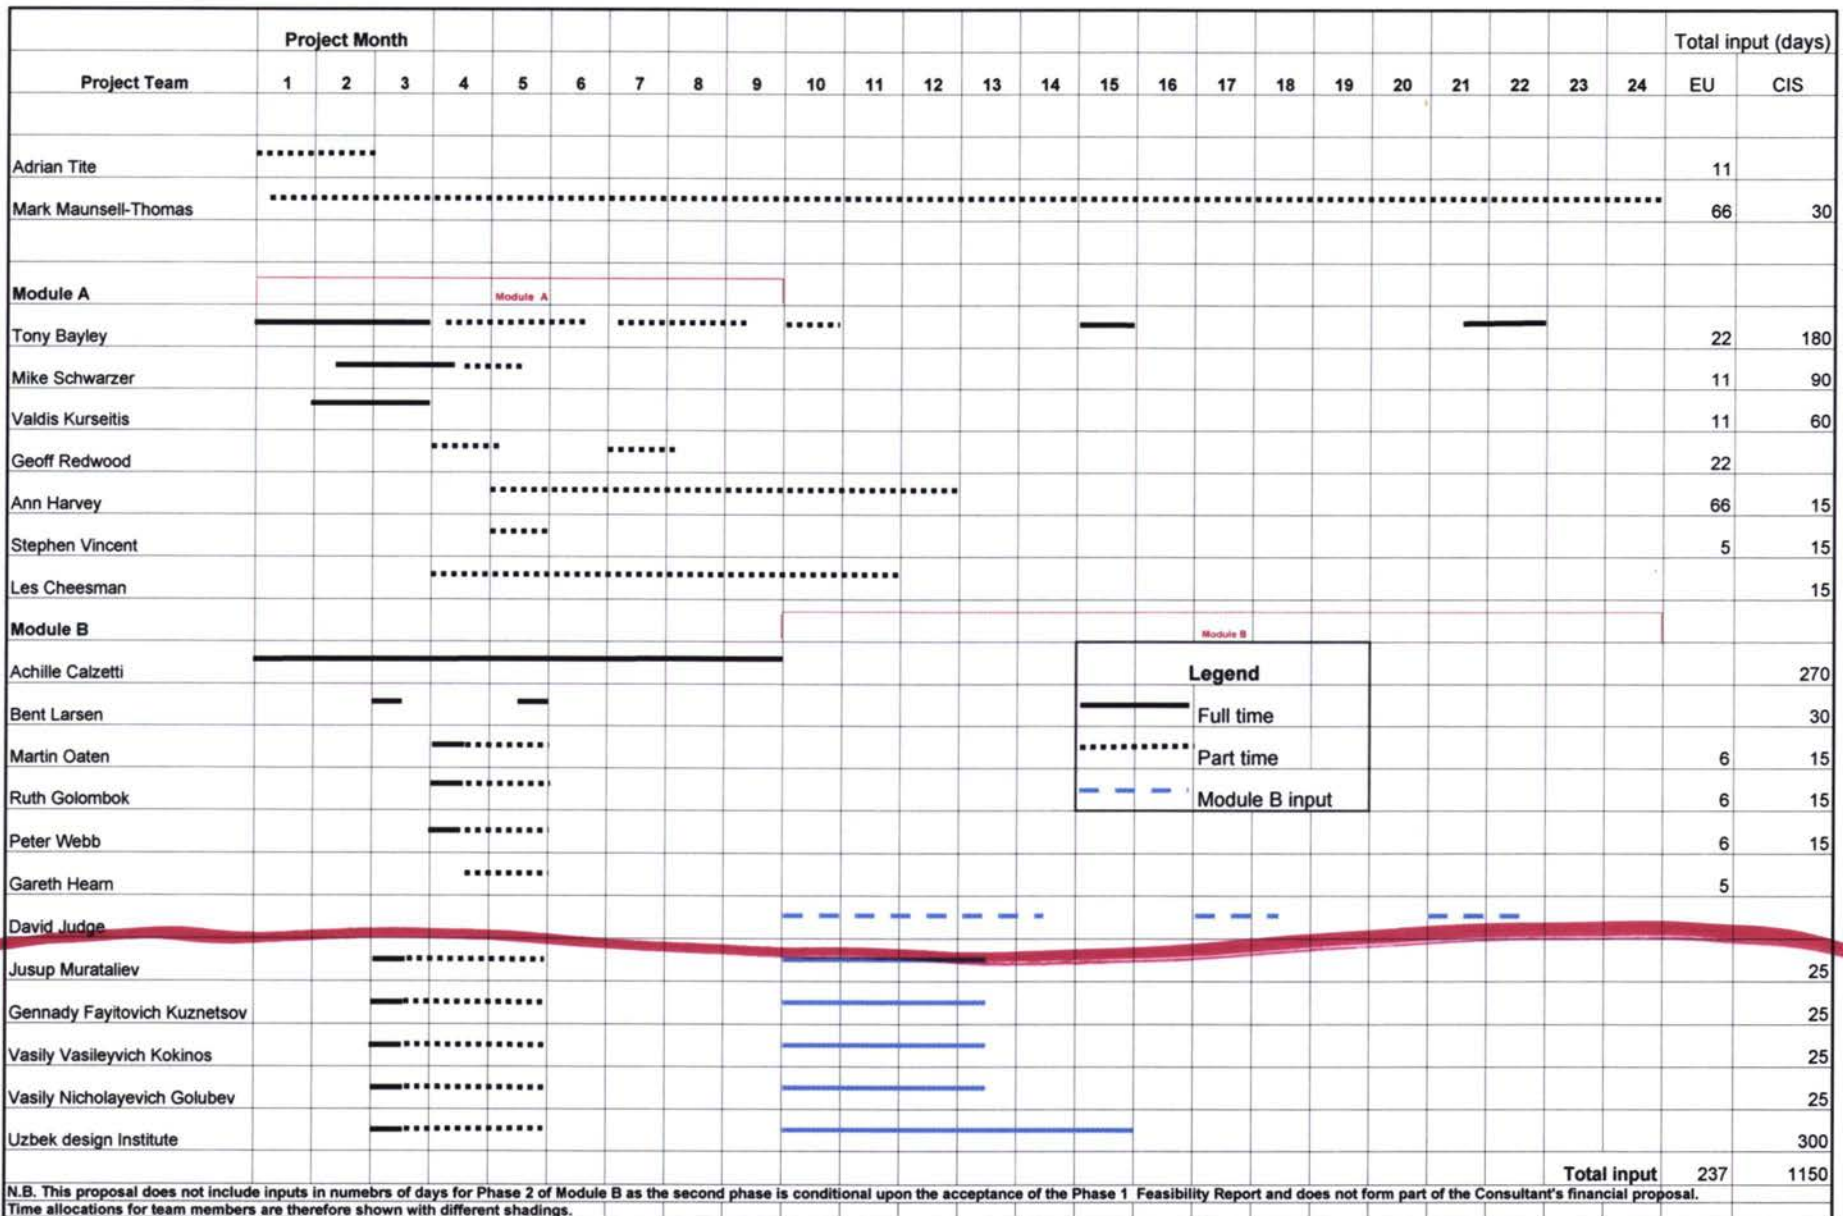 Project Month Total input (days)
Project Team 1 2 3 4 5 6 7 8 9 10 11 12 13 14 15 16 17 18 19 20 21 22 23 24 EU CIS
Adrian Tite 11
Mark Maunsell-Thomas 66 30
Module A
Module A
Tony Bayley 22 180
Mike Schwarzer 11 90
Valdis Kurseitis 11 60
Geoff Redwood 22
Ann Harvey 66 15
Stephen Vincent 5 15
Les Cheesman 15
Module B
Module B
Achille Calzetti 270
Legend
Bent Larsen 30
Full time
Martin Oaten 6 15
Part time
Ruth Golombok 6 15
Module B input
Peter Webb 6 15
Gareth Hearn 5
David Judge
Jusup Murataliev 25
Gennady Fayitovich Kuznetsov 25
Vasily Vasileyvich Kokinos 25
Vasily Nicholayevich Golubev 25
Uzbek design Institute 300
Total input 237 1150
N.B. This proposal does not include inputs in numebrs of days for Phase 2 of Module B as the second phase is conditional upon the acceptance of the Phase 1 Feasibility Report and does not form part of the Consultant's financial proposal.
Time allocations for team members are therefore shown with different shadings.